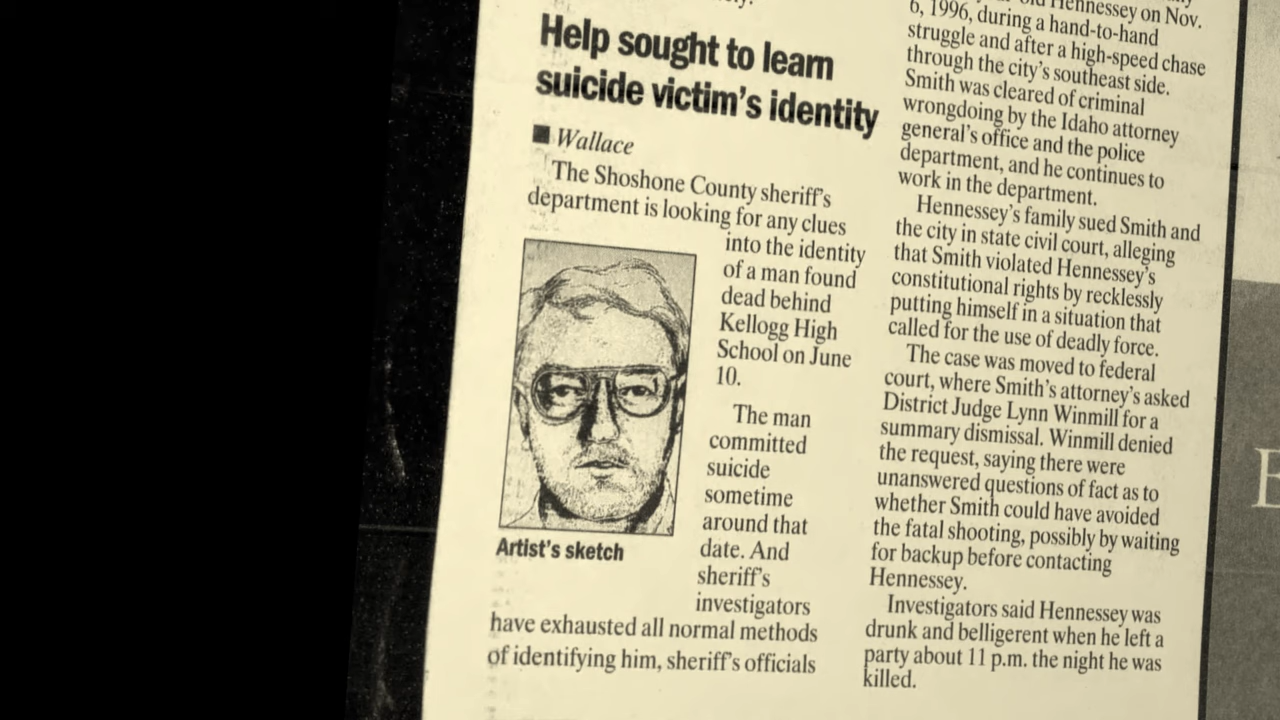 Help sought to learn
suicide victim's identity
■ Wallace
The Shoshone County sheriff's
department is looking for any clues
into the identity
of a man found
dead behind
Kellogg High
School on June
10.
The man
committed
suicide
sometime
around that
date. And
sheriff's
investigators
have exhausted all normal methods
of identifying him, sheriff's officials
Artist's sketch
Hennessey on Nov.
6, 1996, during a hand-to-hand
struggle and after a high-speed chase
through the city's southeast side.
Smith was cleared of criminal
wrongdoing by the Idaho attorney
general's office and the police
department, and he continues to
work in the department.
Hennessey's family sued Smith and
the city in state civil court, alleging
that Smith violated Hennessey's
constitutional rights by recklessly
putting himself in a situation that
called for the use of deadly force.
The case was moved to federal
court, where Smith's attorney's asked
District Judge Lynn Winmill for a
summary dismissal. Winmill denied
the request, saying there were
unanswered questions of fact as to
whether Smith could have avoided
the fatal shooting, possibly by waiting
for backup before contacting
Hennessey.
Investigators said Hennessey was
drunk and belligerent when he left a
party about 11 p.m. the night he was
killed.
E